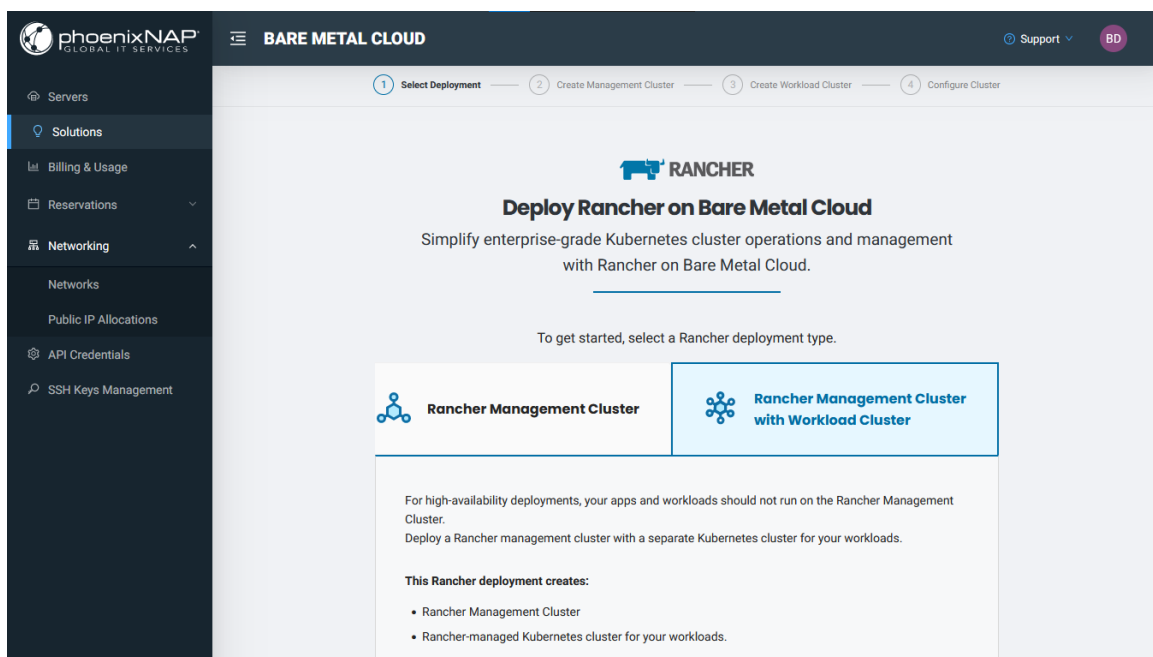 phoenixNAP
GLOBAL IT SERVICES
BARE METAL CLOUD
Support
BD
Servers
Solutions
Billing & Usage
Reservations
Networking
Networks
Public IP Allocations
API Credentials
SSH Keys Management
1 Select Deployment
2 Create Management Cluster
3 Create Workload Cluster
4 Configure Cluster
RANCHER
Deploy Rancher on Bare Metal Cloud
Simplify enterprise-grade Kubernetes cluster operations and management
with Rancher on Bare Metal Cloud.
To get started, select a Rancher deployment type.
Rancher Management Cluster
Rancher Management Cluster
with Workload Cluster
For high-availability deployments, your apps and workloads should not run on the Rancher Management
Cluster.
Deploy a Rancher management cluster with a separate Kubernetes cluster for your workloads.
This Rancher deployment creates:
• Rancher Management Cluster
• Rancher-managed Kubernetes cluster for your workloads.